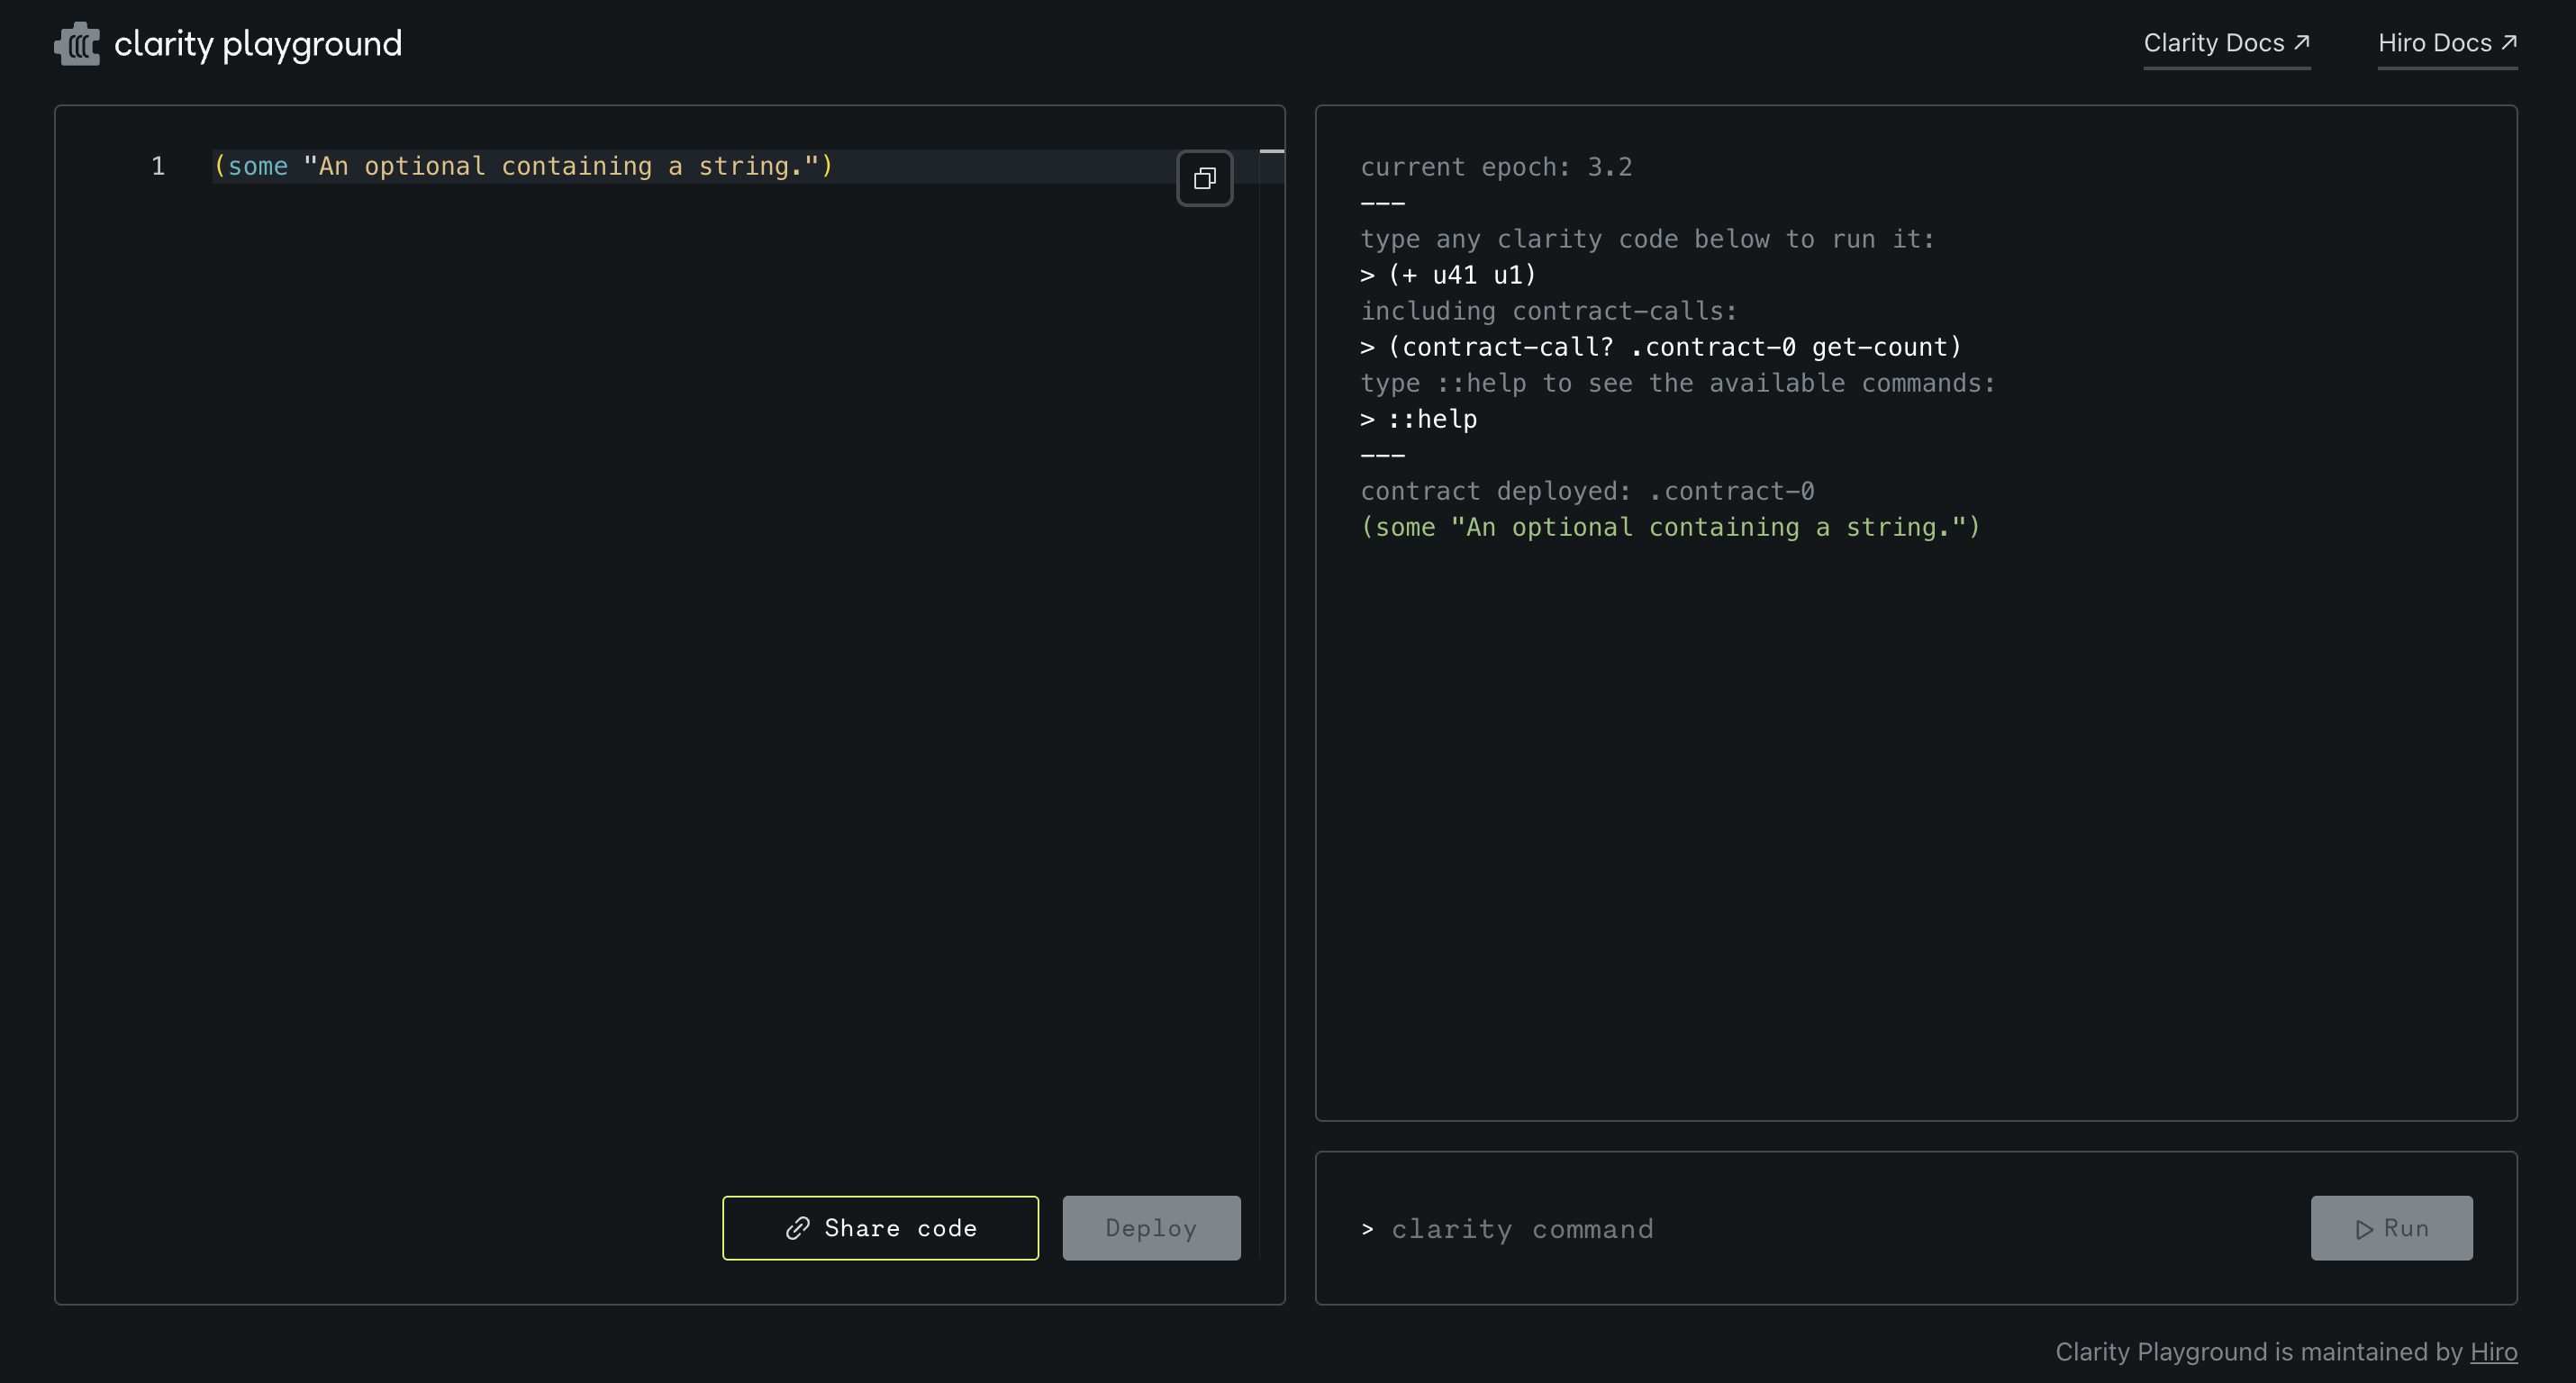 clarity playground
Clarity Docs ↗
Hiro Docs ↗
1 (some "An optional containing a string.")
Share code
Deploy
current epoch: 3.2
---
type any clarity code below to run it:
> (+ u41 u1)
including contract-calls:
> (contract-call? .contract-0 get-count)
type ::help to see the available commands:
> ::help
---
contract deployed: .contract-0
(some "An optional containing a string.")
> clarity command
Run
Clarity Playground is maintained by Hiro